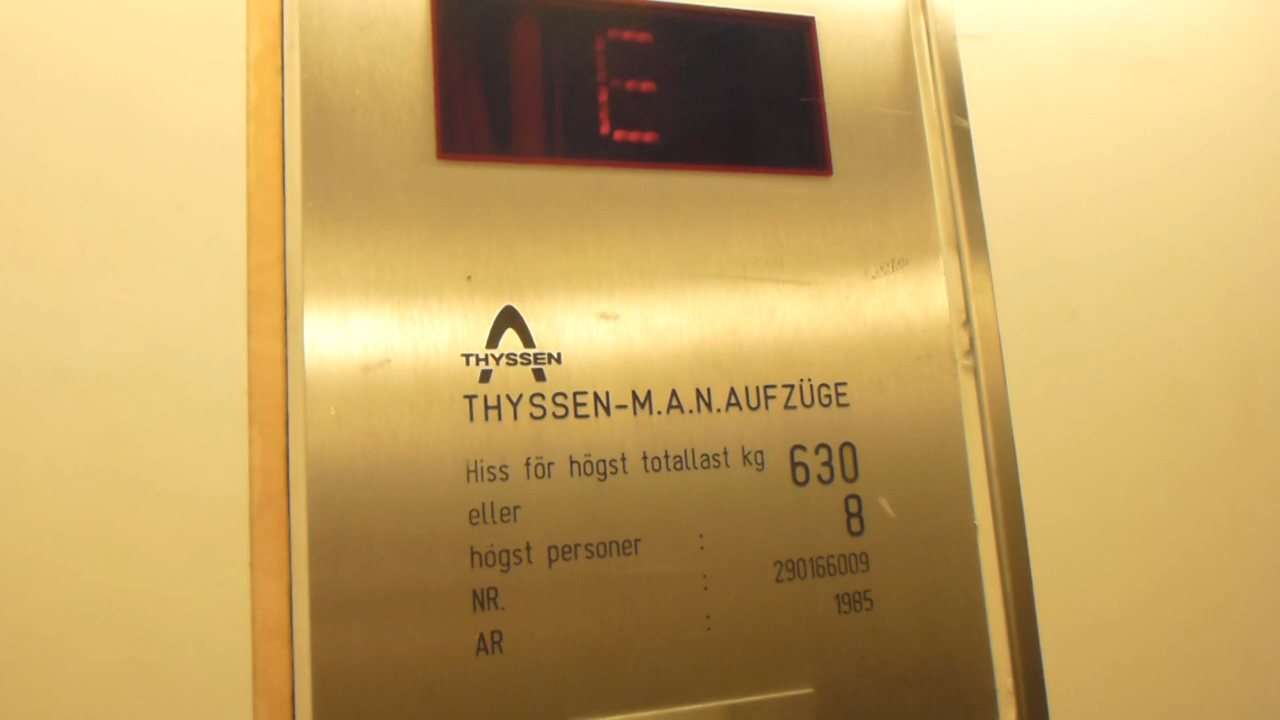 E
THYSSEN
THYSSEN-M.A.N.AUFZÜGE
Hiss för högst totallast kg 630
eller 8
högst personer :
NR. : 290166009
AR : 1985